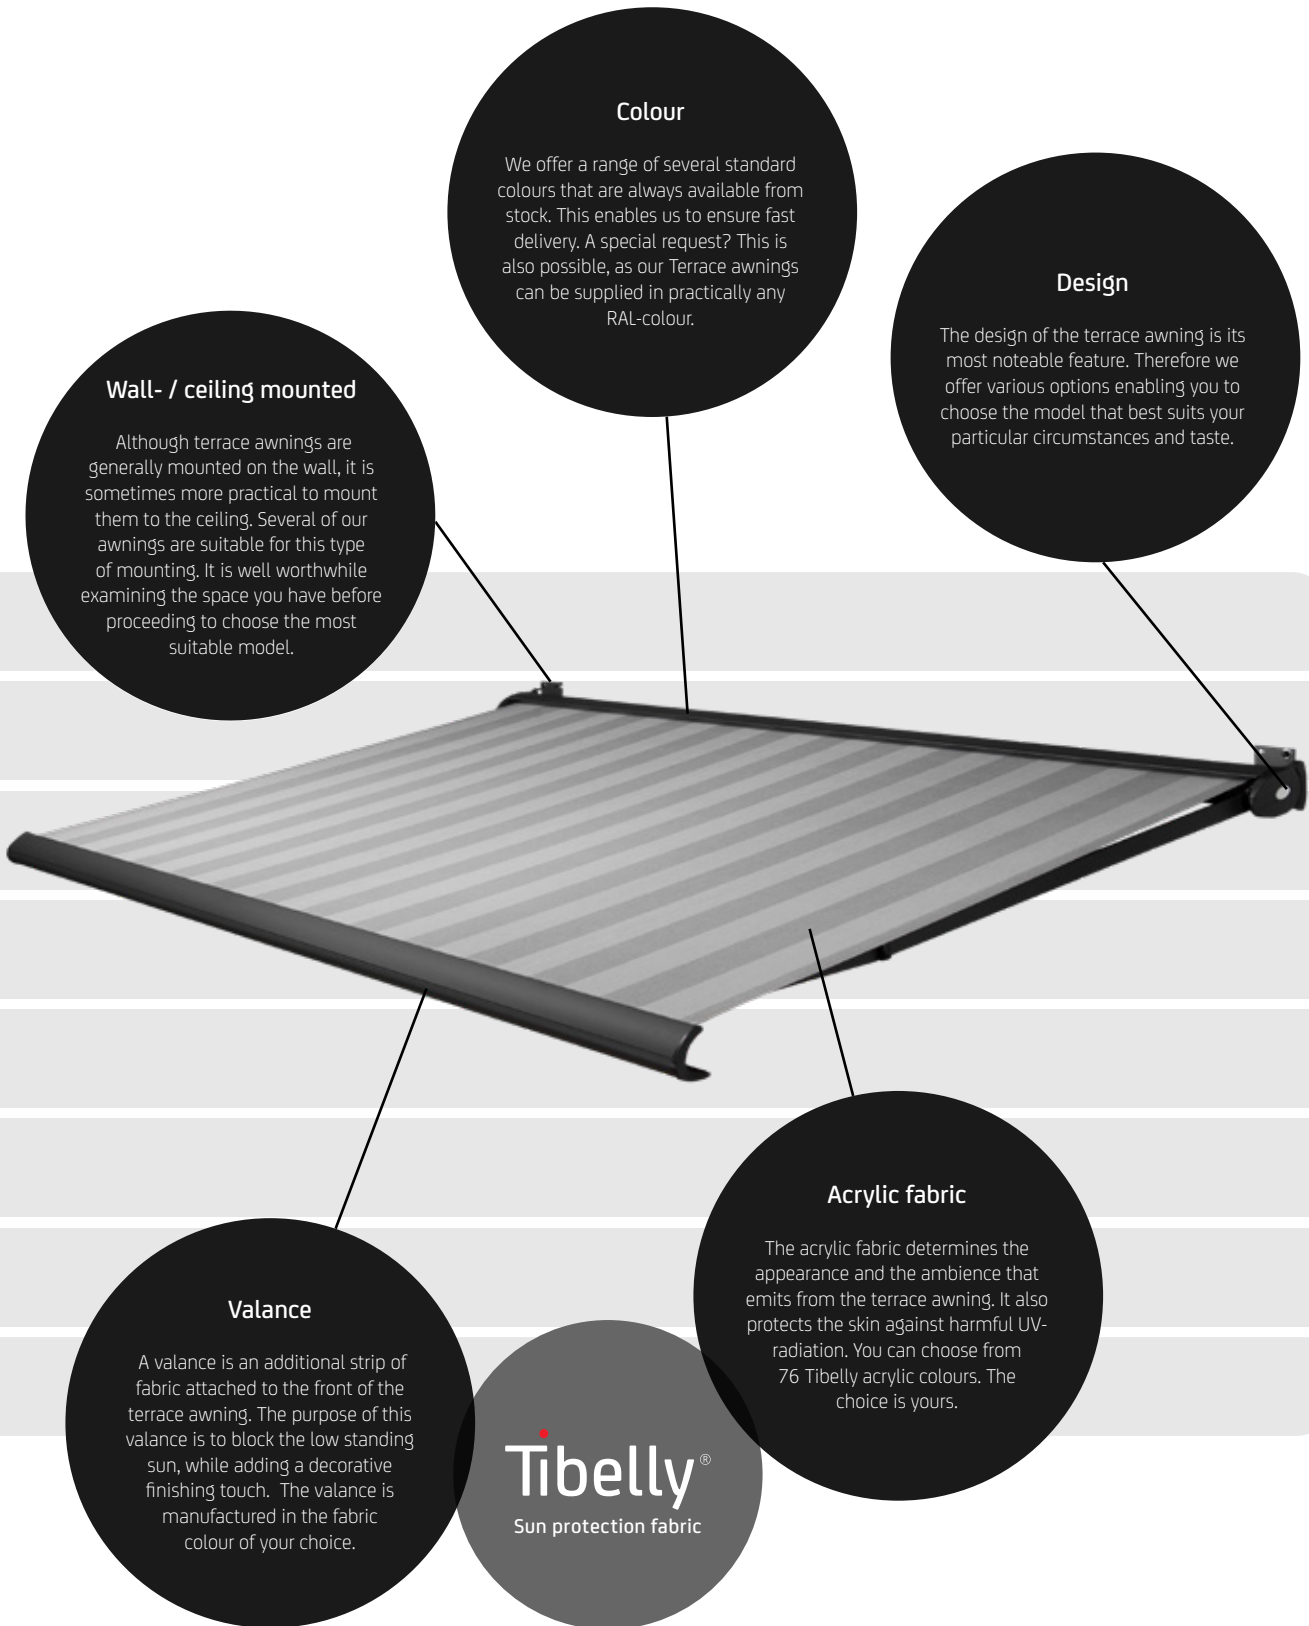 Colour
We offer a range of several standard
colours that are always available from
stock. This enables us to ensure fast
delivery. A special request? This is
also possible, as our Terrace awnings
can be supplied in practically any
RAL-colour.
Design
The design of the terrace awning is its
most noteable feature. Therefore we
offer various options enabling you to
choose the model that best suits your
particular circumstances and taste.
Wall- / ceiling mounted
Although terrace awnings are
generally mounted on the wall, it is
sometimes more practical to mount
them to the ceiling. Several of our
awnings are suitable for this type
of mounting. It is well worthwhile
examining the space you have before
proceeding to choose the most
suitable model.
Acrylic fabric
The acrylic fabric determines the
appearance and the ambience that
emits from the terrace awning. It also
protects the skin against harmful UV-
radiation. You can choose from
76 Tibelly acrylic colours. The
choice is yours.
Valance
A valance is an additional strip of
fabric attached to the front of the
terrace awning. The purpose of this
valance is to block the low standing
sun, while adding a decorative
finishing touch.  The valance is
manufactured in the fabric
colour of your choice.
Tibelly®
Sun protection fabric